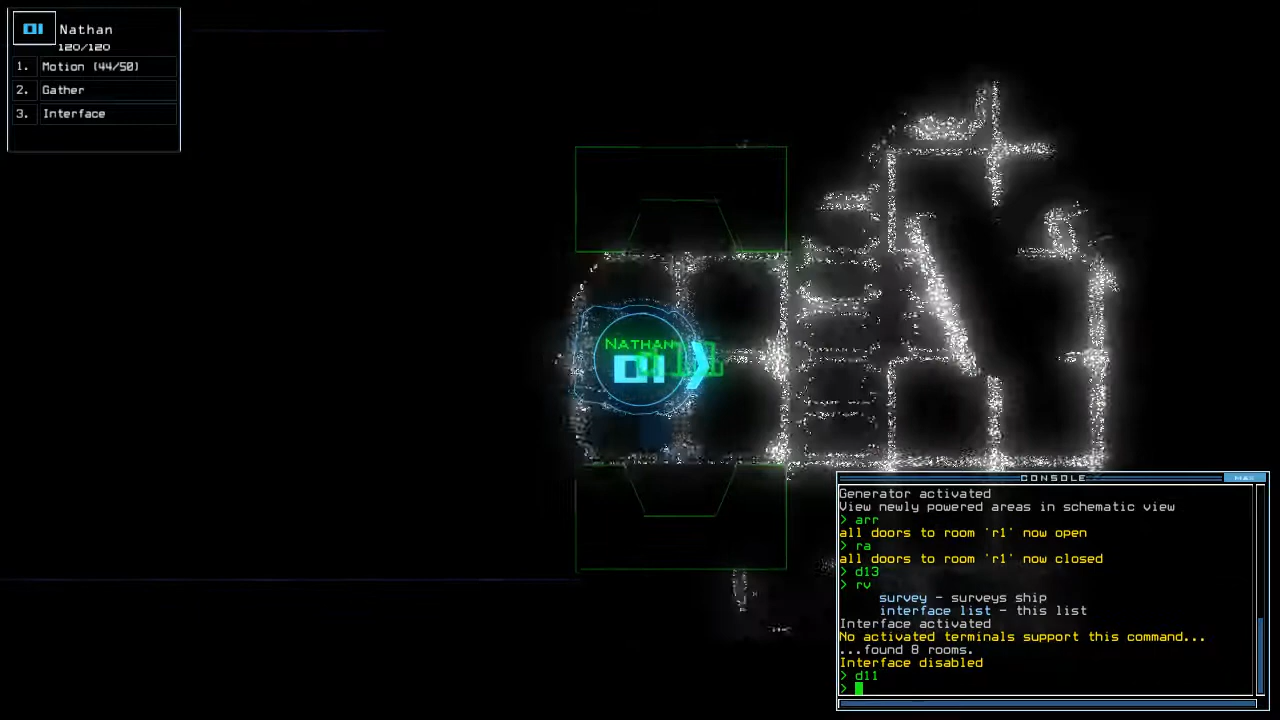 01 Nathan
120/120
1. Motion (44/50)
2. Gather
3. Interface
NATHAN
01
CONSOLE
MAX
Generator activated
View newly powered areas in schematic view
> arr
all doors to room 'r1' now open
> ra
all doors to room 'r1' now closed
> d13
> rv
survey - surveys ship
interface list - this list
Interface activated
No activated terminals support this command...
...found 8 rooms.
Interface disabled
> d11
>